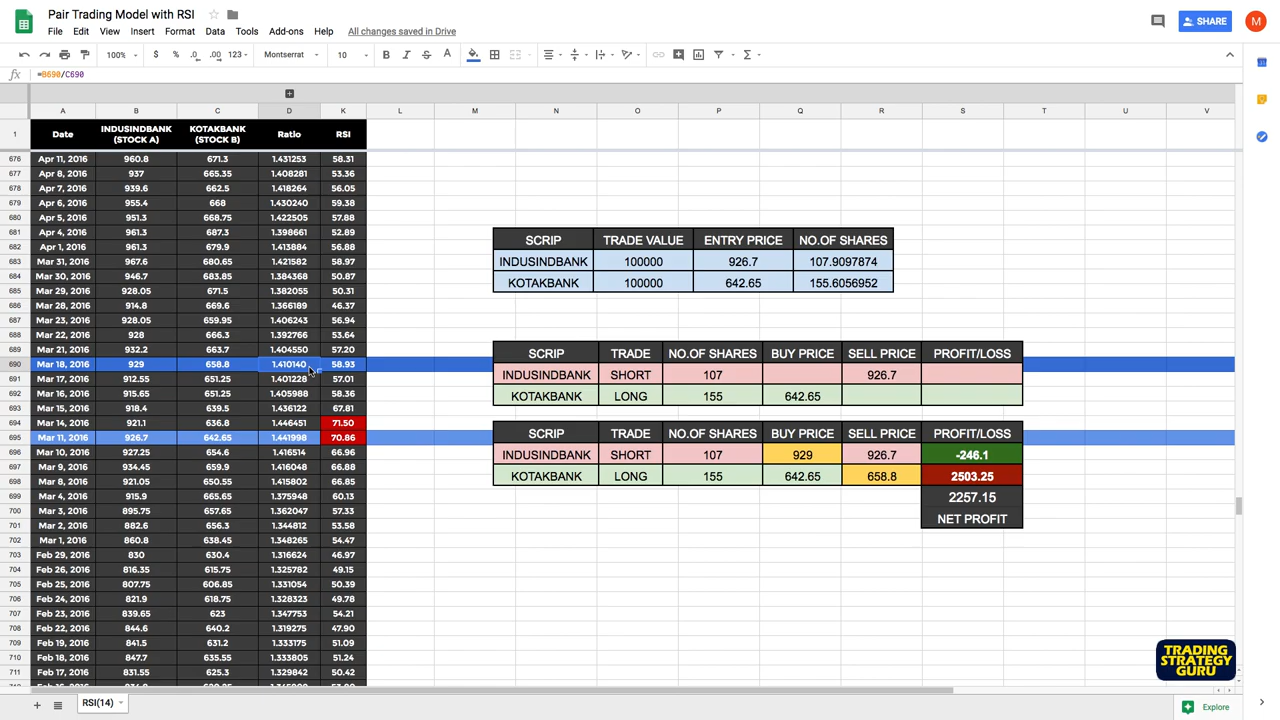 Pair Trading Model with RSI
File Edit View Insert Format Data Tools Add-ons Help All changes saved in Drive
SHARE
M
100% $ % .0 .00 123 Montserrat 10 B I S A
fx =B690/C690
A B C D K L M N O P Q R S T U V
1 Date INDUSINDBANK (STOCK A) KOTAKBANK (STOCK B) Ratio RSI
676 Apr 11, 2016 960.8 671.3 1.431253 58.31
677 Apr 8, 2016 937 665.35 1.408281 53.36
678 Apr 7, 2016 939.6 662.5 1.418264 56.05
679 Apr 6, 2016 955.4 668 1.430240 59.38
680 Apr 5, 2016 951.3 668.75 1.422505 57.88
681 Apr 4, 2016 961.3 687.3 1.398661 52.89
682 Apr 1, 2016 961.3 679.9 1.413884 56.88
683 Mar 31, 2016 967.6 680.65 1.421582 58.97
684 Mar 30, 2016 946.7 683.85 1.384368 50.87
685 Mar 29, 2016 928.05 671.5 1.382055 50.31
686 Mar 28, 2016 914.8 669.6 1.366189 46.37
687 Mar 23, 2016 928.05 659.95 1.406243 56.94
688 Mar 22, 2016 928 666.3 1.392766 53.64
689 Mar 21, 2016 932.2 663.7 1.404550 57.20
690 Mar 18, 2016 929 658.8 1.410140 58.93
691 Mar 17, 2016 912.55 651.25 1.401228 57.01
692 Mar 16, 2016 915.65 651.25 1.405988 58.36
693 Mar 15, 2016 918.4 639.5 1.436122 67.81
694 Mar 14, 2016 921.1 636.8 1.446451 71.50
695 Mar 11, 2016 926.7 642.65 1.441998 70.86
696 Mar 10, 2016 927.25 654.6 1.416514 66.96
697 Mar 9, 2016 934.45 659.9 1.416048 66.88
698 Mar 8, 2016 921.05 650.55 1.415802 66.85
699 Mar 4, 2016 915.9 665.65 1.375948 60.13
700 Mar 3, 2016 895.75 657.65 1.362047 57.33
701 Mar 2, 2016 882.6 656.3 1.344812 53.58
702 Mar 1, 2016 860.8 638.45 1.348265 54.47
703 Feb 29, 2016 830 630.4 1.316624 46.97
704 Feb 26, 2016 816.35 615.75 1.325782 49.15
705 Feb 25, 2016 807.75 606.85 1.331054 50.39
706 Feb 24, 2016 821.9 618.75 1.328323 49.78
707 Feb 23, 2016 839.65 623 1.347753 54.21
708 Feb 22, 2016 844.6 640.2 1.319275 47.90
709 Feb 19, 2016 841.5 631.2 1.333175 51.09
710 Feb 18, 2016 847.7 635.55 1.333805 51.24
711 Feb 17, 2016 831.55 625.3 1.329842 50.42
SCRIP TRADE VALUE ENTRY PRICE NO.OF SHARES
INDUSINDBANK 100000 926.7 107.9097874
KOTAKBANK 100000 642.65 155.6056952
SCRIP TRADE NO.OF SHARES BUY PRICE SELL PRICE PROFIT/LOSS
INDUSINDBANK SHORT 107 926.7
KOTAKBANK LONG 155 642.65
SCRIP TRADE NO.OF SHARES BUY PRICE SELL PRICE PROFIT/LOSS
INDUSINDBANK SHORT 107 929 926.7 -246.1
KOTAKBANK LONG 155 642.65 658.8 2503.25
2257.15
NET PROFIT
TRADING
STRATEGY
GURU
RSI(14)
Explore